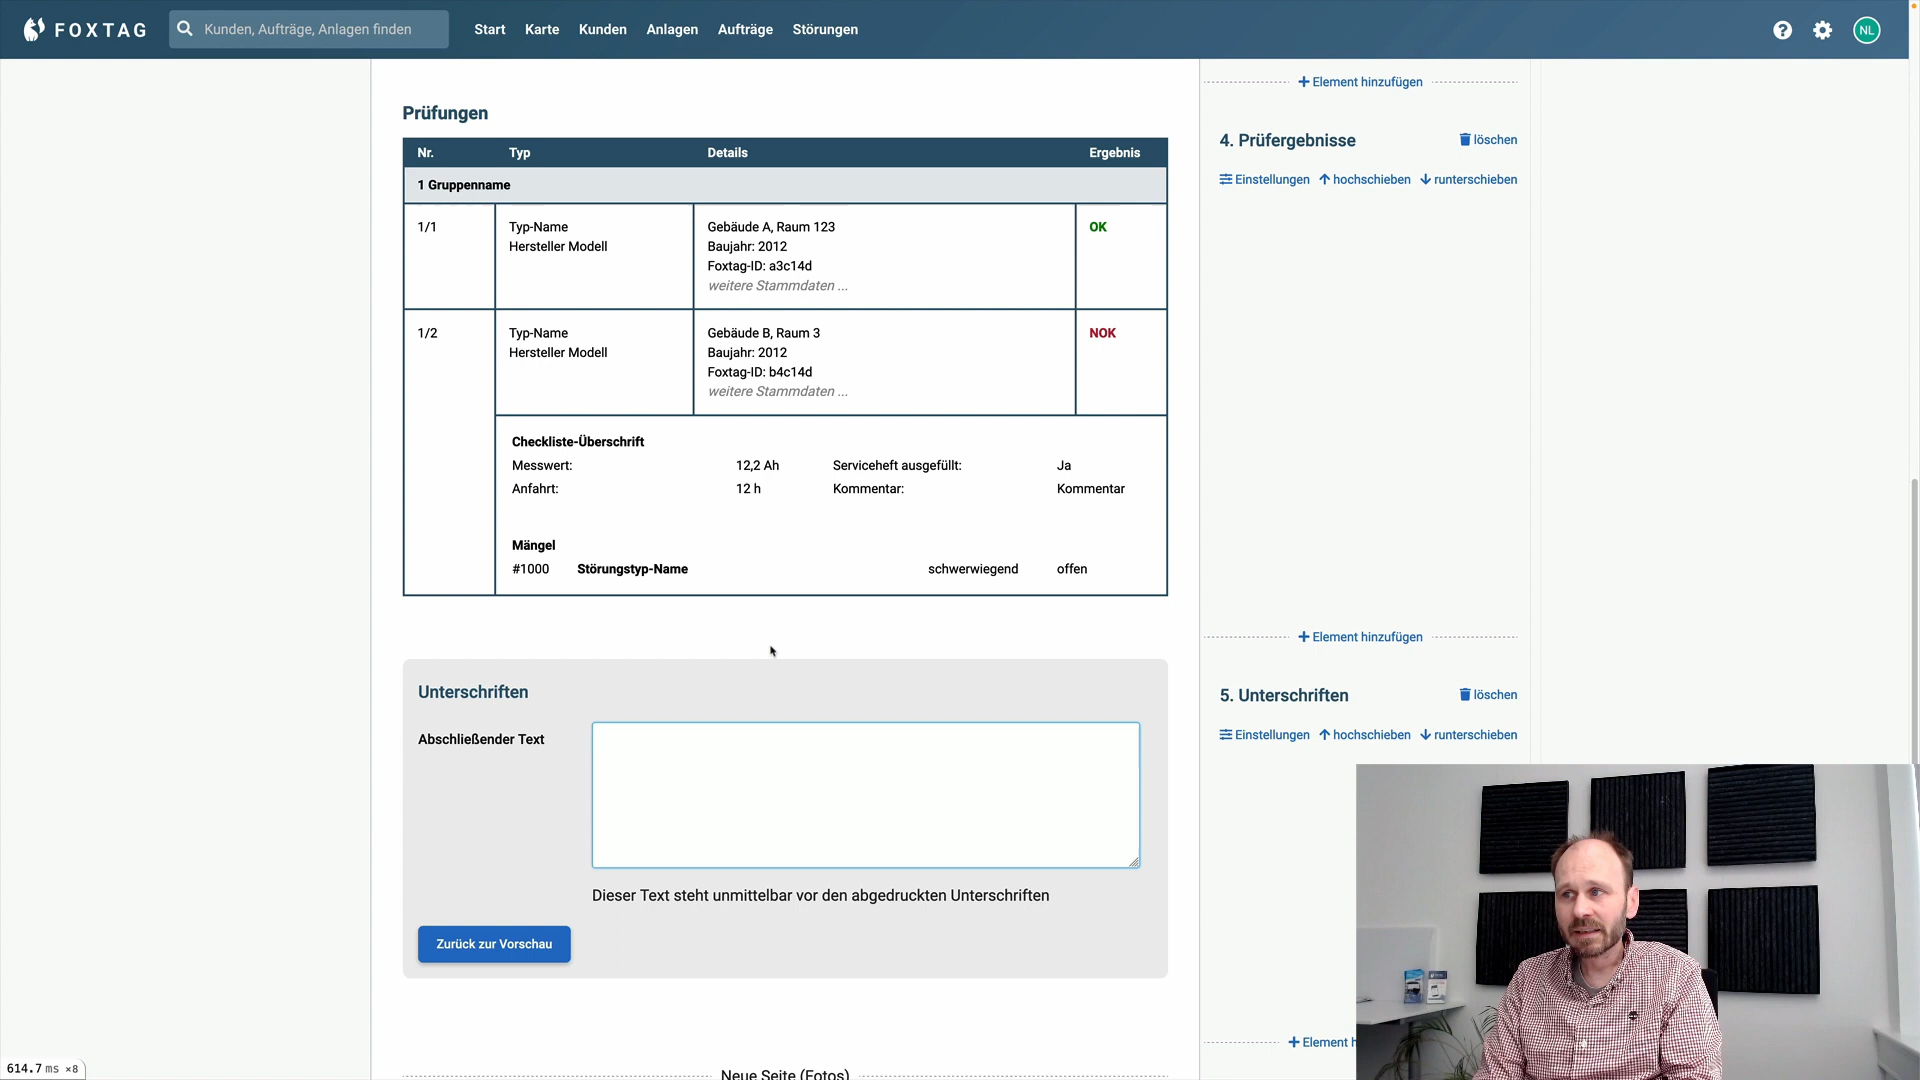 FOXTAG
Kunden, Aufträge, Anlagen finden
Start Karte Kunden Anlagen Aufträge Störungen
NL
Element hinzufügen
Prüfungen
Nr. Typ Details Ergebnis
1 Gruppenname
1/1 Typ-Name Gebäude A, Raum 123 OK
Hersteller Modell Baujahr: 2012
Foxtag-ID: a3c14d
weitere Stammdaten ...
1/2 Typ-Name Gebäude B, Raum 3 NOK
Hersteller Modell Baujahr: 2012
Foxtag-ID: b4c14d
weitere Stammdaten ...
Checkliste-Überschrift
Messwert: 12,2 Ah Serviceheft ausgefüllt: Ja
Anfahrt: 12 h Kommentar: Kommentar
Mängel
#1000 Störungstyp-Name schwerwiegend offen
4. Prüfergebnisse löschen
Einstellungen hochschieben runterschieben
Element hinzufügen
Unterschriften
Abschließender Text
Dieser Text steht unmittelbar vor den abgedruckten Unterschriften
Zurück zur Vorschau
5. Unterschriften löschen
Einstellungen hochschieben runterschieben
Element h
Neue Seite (Fotos)
614.7 ms ×8